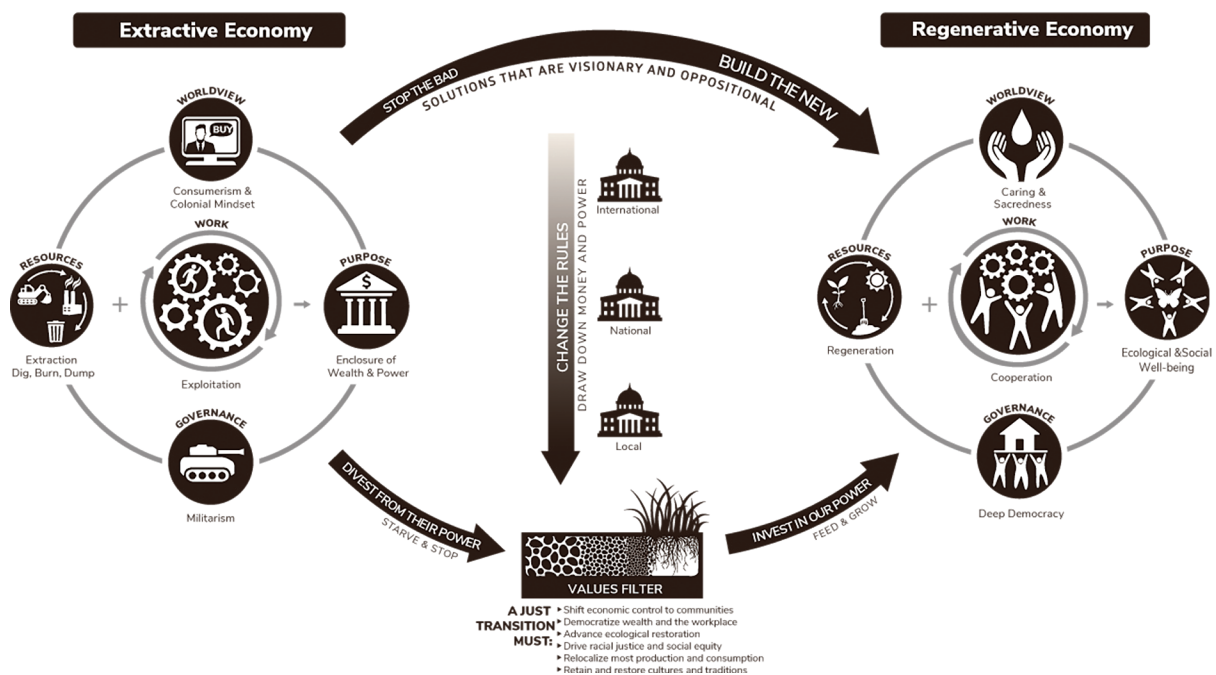 Extractive Economy
Regenerative Economy
STOP THE BAD
BUILD THE NEW
SOLUTIONS THAT ARE VISIONARY AND OPPOSITIONAL
WORLDVIEW
BUY
Consumerism &
Colonial Mindset
RESOURCES
Extraction
Dig, Burn, Dump
+
WORK
Exploitation
PURPOSE
$
Enclosure of
Wealth & Power
GOVERNANCE
Militarism
CHANGE THE RULES
DRAW DOWN MONEY AND POWER
International
National
Local
WORLDVIEW
Caring &
Sacredness
RESOURCES
Regeneration
+
WORK
Cooperation
PURPOSE
Ecological &Social
Well-being
GOVERNANCE
Deep Democracy
DIVEST FROM THEIR POWER
STARVE & STOP
INVEST IN OUR POWER
FEED & GROW
VALUES FILTER
A JUST
TRANSITION
MUST:
Shift economic control to communities
Democratize wealth and the workplace
Advance ecological restoration
Drive racial justice and social equity
Relocalize most production and consumption
Retain and restore cultures and traditions